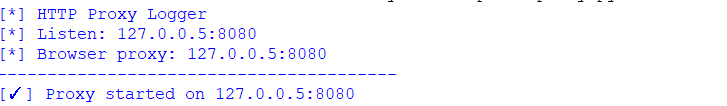 [*] HTTP Proxy Logger
[*] Listen: 127.0.0.5:8080
[*] Browser proxy: 127.0.0.5:8080
----------------------------------------
[✓] Proxy started on 127.0.0.5:8080